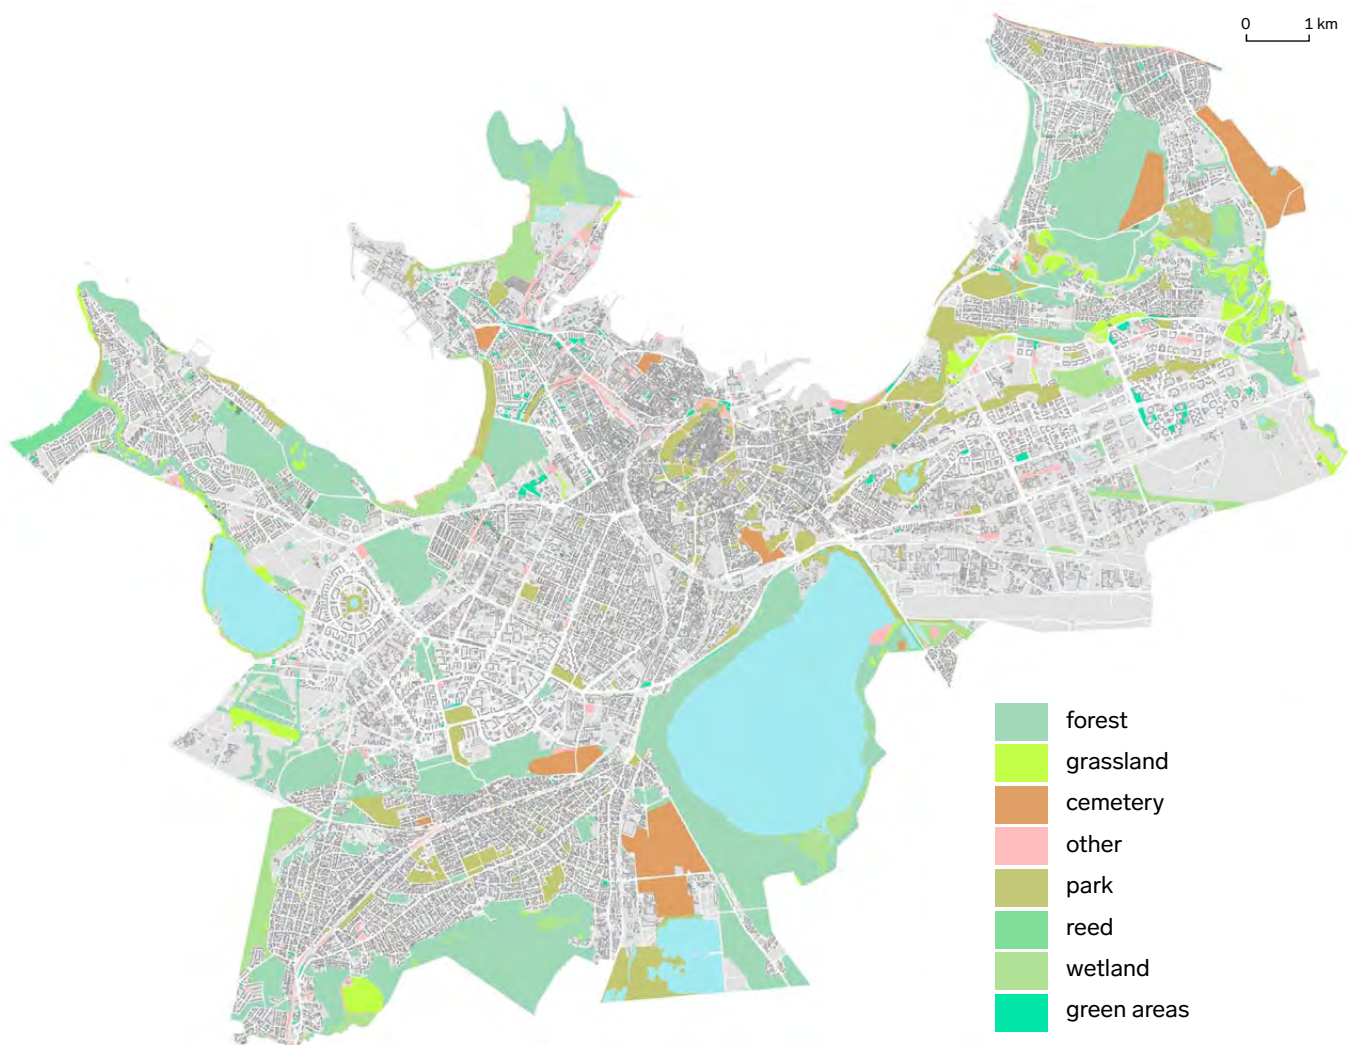 0 1 km
forest
grassland
cemetery
other
park
reed
wetland
green areas